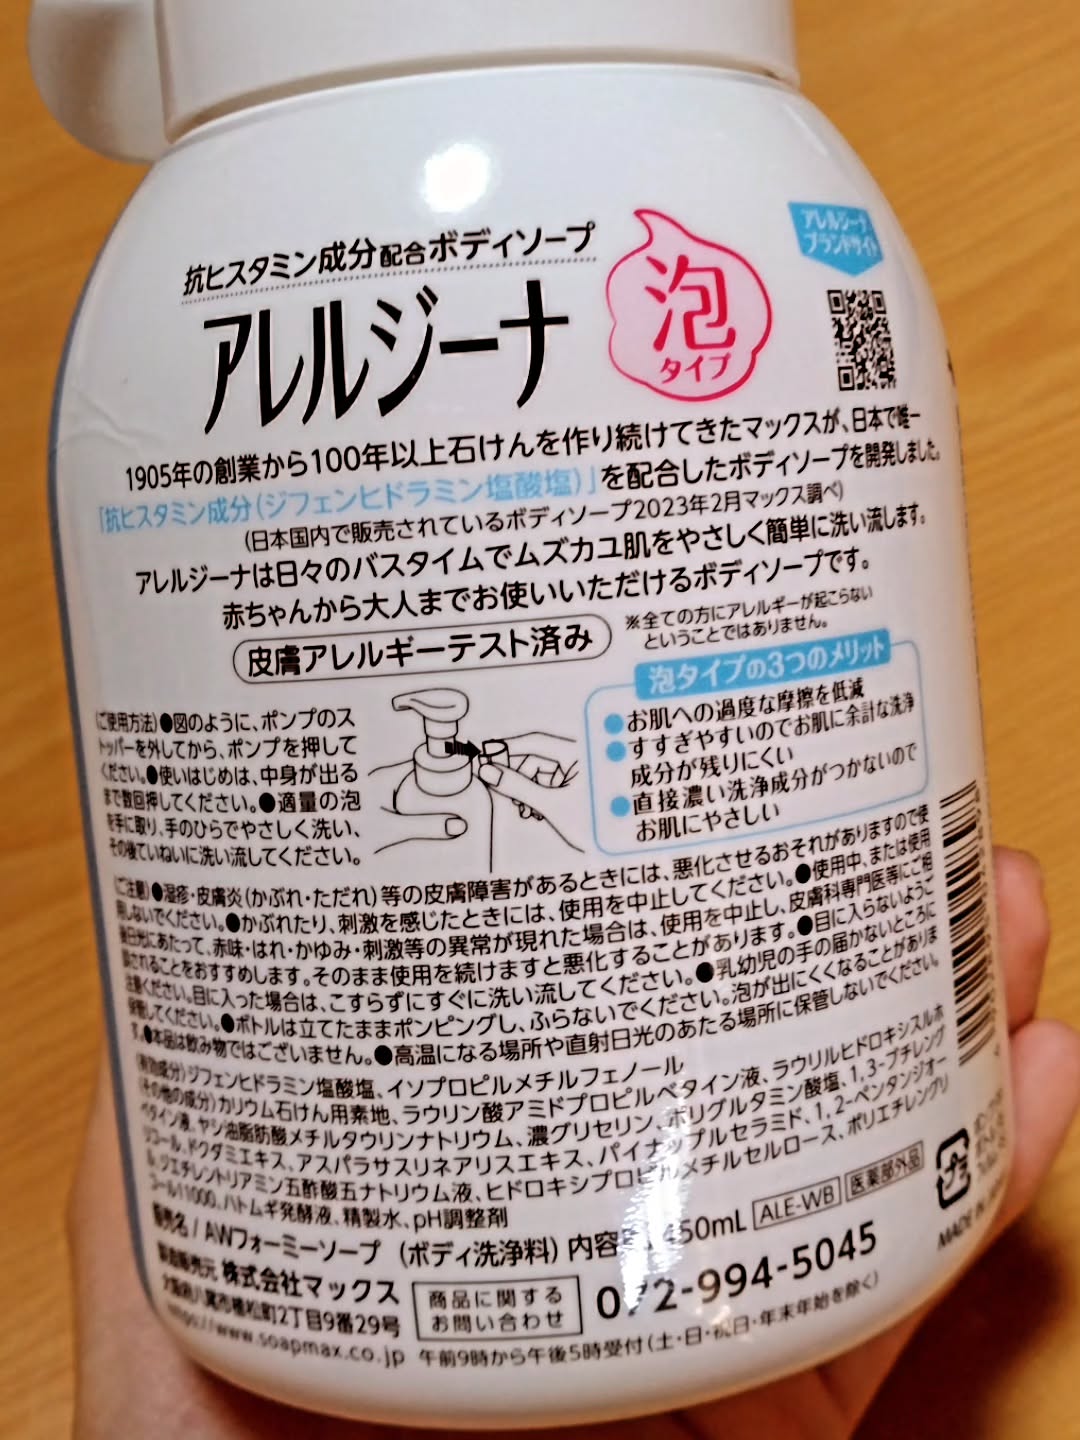 抗ヒスタミン成分配合ボディソープ
アレルジーナ
泡
タイプ
アレルジーナ
ブランドサイト
1905年の創業から100年以上石けんを作り続けてきたマックスが、日本で唯一
「抗ヒスタミン成分(ジフェンヒドラミン塩酸塩)」を配合したボディソープを開発しました。
(日本国内で販売されているボディソープ2023年2月マックス調べ)
アレルジーナは日々のバスタイムでムズカユ肌をやさしく簡単に洗い流します。
赤ちゃんから大人までお使いいただけるボディソープです。
皮膚アレルギーテスト済み
※全ての方にアレルギーが起こらない
ということではありません。
(ご使用方法)●図のように、ポンプのス
トッパーを外してから、ポンプを押して
ください。●使いはじめは、中身が出る
まで数回押してください。●適量の泡
を手に取り、手のひらでやさしく洗い、
その後ていねいに洗い流してください。
泡タイプの3つのメリット
●お肌への過度な摩擦を低減
●すすぎやすいのでお肌に余計な洗浄
成分が残りにくい
●直接濃い洗浄成分がつかないので
お肌にやさしい
(ご注意)●湿疹・皮膚炎(かぶれ・ただれ)等の皮膚障害があるときには、悪化させるおそれがありますので使
用しないでください。●かぶれたり、刺激を感じたときには、使用を中止してください。●使用中、または使用
後日光にあたって、赤味・はれ・かゆみ・刺激等の異常が現れた場合は、使用を中止し、皮膚科専門医等にご相
談されることをおすすめします。そのまま使用を続けますと悪化することがあります。●目に入らないようご
注意ください。目に入った場合は、こすらずにすぐに洗い流してください。●乳幼児の手の届かないところに
保管してください。●ボトルは立てたままポンピングし、ふらないでください。泡が出にくくなることがありま
す。●本品は飲み物ではございません。●高温になる場所や直射日光のあたる場所に保管しないでください。
(有効成分)ジフェンヒドラミン塩酸塩、イソプロピルメチルフェノール
(その他の成分)カリウム石けん用素地、ラウリン酸アミドプロピルベタイン液、ラウリルヒドロキシスルホ
ベタイン液、ヤシ油脂肪酸メチルタウリンナトリウム、濃グリセリン、ポリグルタミン酸塩、1,3-ブチレング
リコール、ドクダミエキス、アスパラサスリネアリスエキス、パイナップルセラミド、1,2-ペンタンジオー
ル、ジエチレントリアミン五酢酸五ナトリウム液、ヒドロキシプロピルメチルセルロース、ポリエチレングリ
コール11000、ハトムギ発酵液、精製水、pH調整剤
販売名/AWフォーミーソープ (ボディ洗浄料) 内容量 450mL ALE-WB 医薬部外品
製造販売元 株式会社マックス
大阪府八尾市植松町2丁目9番29号
https://www.soapmax.co.jp
商品に関する
お問い合わせ
072-994-5045
午前9時から午後5時受付(土・日・祝日・年末年始を除く)
プラ
MADE IN